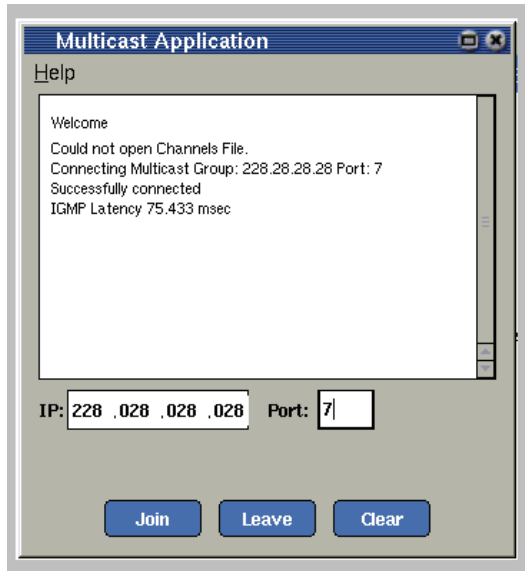 Multicast Application
Help
Welcome
Could not open Channels File.
Connecting Multicast Group: 228.28.28.28 Port: 7
Successfully connected
IGMP Latency 75.433 msec
IP: 228 .028 .028 .028 Port: 7
Join Leave Clear